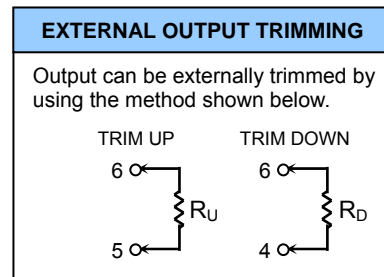 EXTERNAL OUTPUT TRIMMING
Output can be externally trimmed by
using the method shown below.
TRIM UP TRIM DOWN
6 6
RU RD
5 4